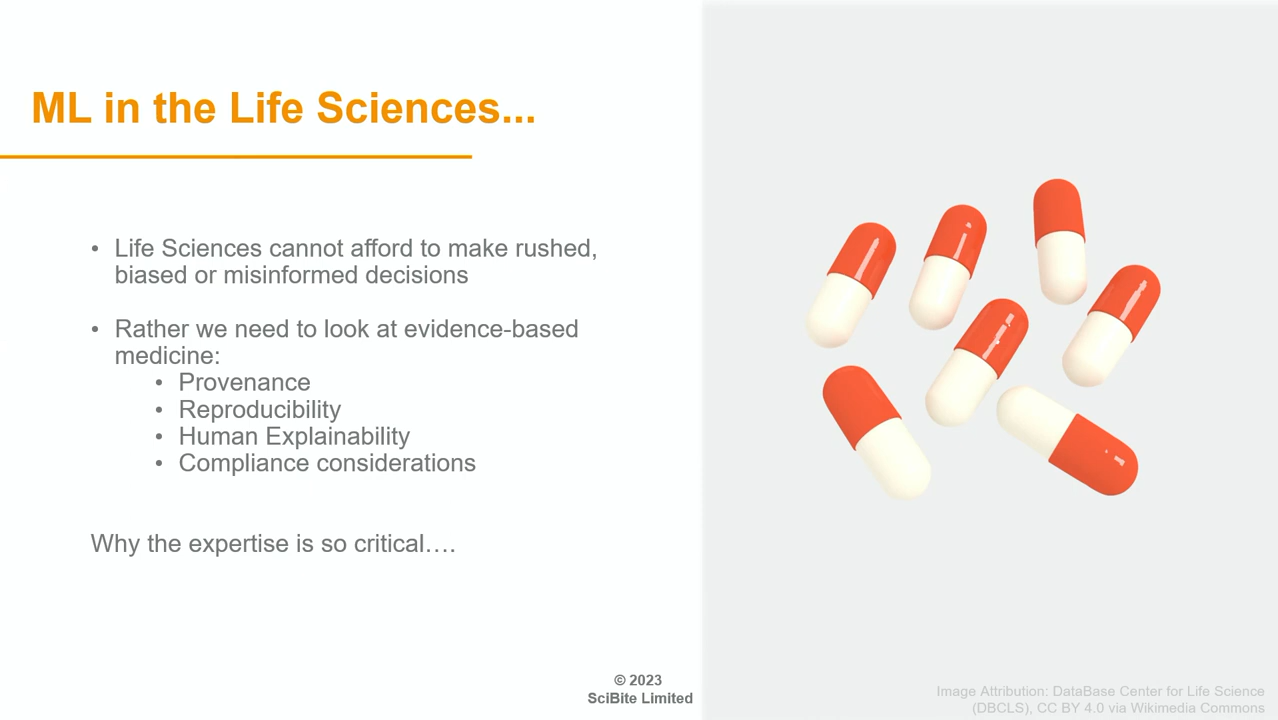 ML in the Life Sciences...
• Life Sciences cannot afford to make rushed,
biased or misinformed decisions
• Rather we need to look at evidence-based
medicine:
• Provenance
• Reproducibility
• Human Explainability
• Compliance considerations
Why the expertise is so critical….
© 2023
SciBite Limited
Image Attribution: DataBase Center for Life Science
(DBCLS), CC BY 4.0 via Wikimedia Commons